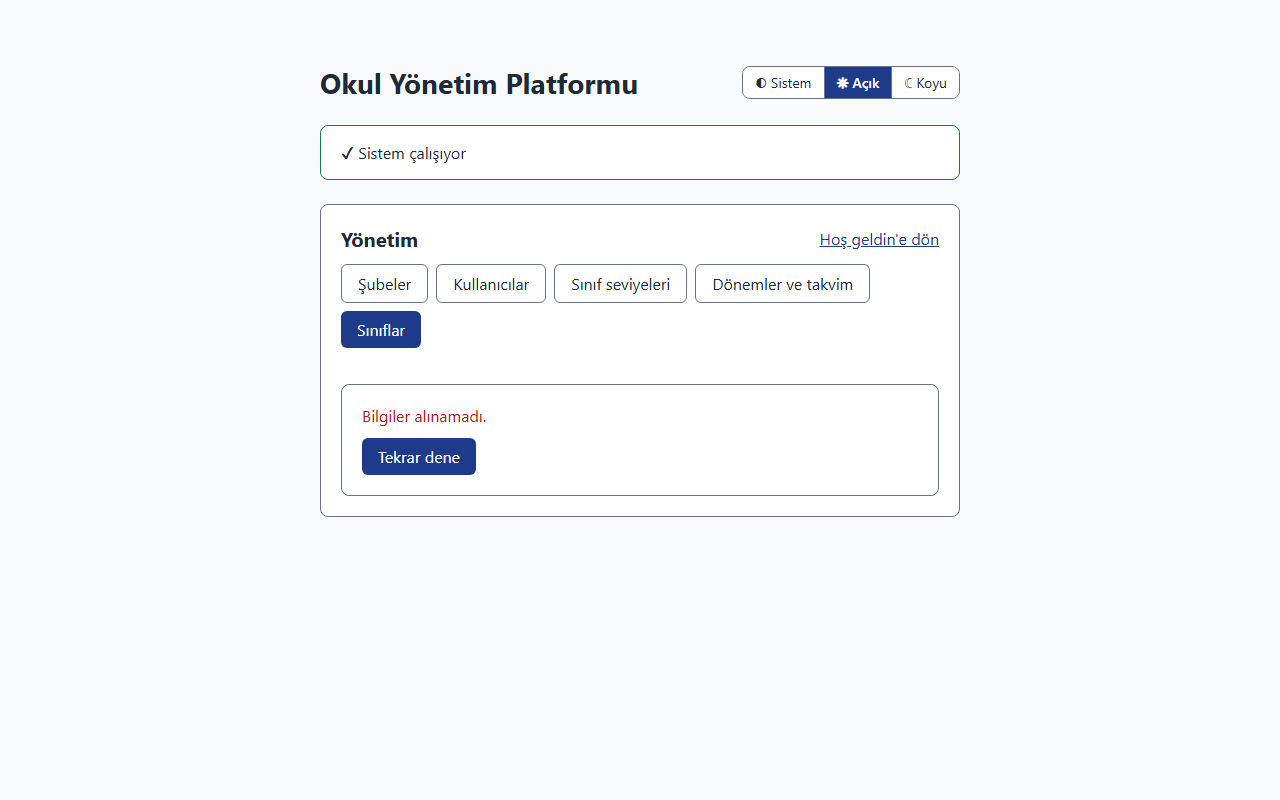 Okul Yönetim Platformu
◐ Sistem
❋ Açık
☾ Koyu
✓ Sistem çalışıyor
Yönetim
Hoş geldin'e dön
Şubeler
Kullanıcılar
Sınıf seviyeleri
Dönemler ve takvim
Sınıflar
Bilgiler alınamadı.
Tekrar dene